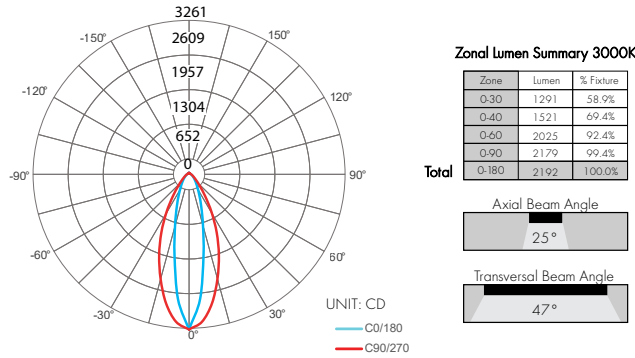 3261
2609
1957
1304
652
0
-150°
150°
-120°
120°
-90°
90°
-60°
60°
-30°
30°
0°
UNIT: CD
C0/180
C90/270
Zonal Lumen Summary 3000K
Zone Lumen % Fixture
0-30 1291 58.9%
0-40 1521 69.4%
0-60 2025 92.4%
0-90 2179 99.4%
Total 0-180 2192 100.0%
Axial Beam Angle
25°
Transversal Beam Angle
47°